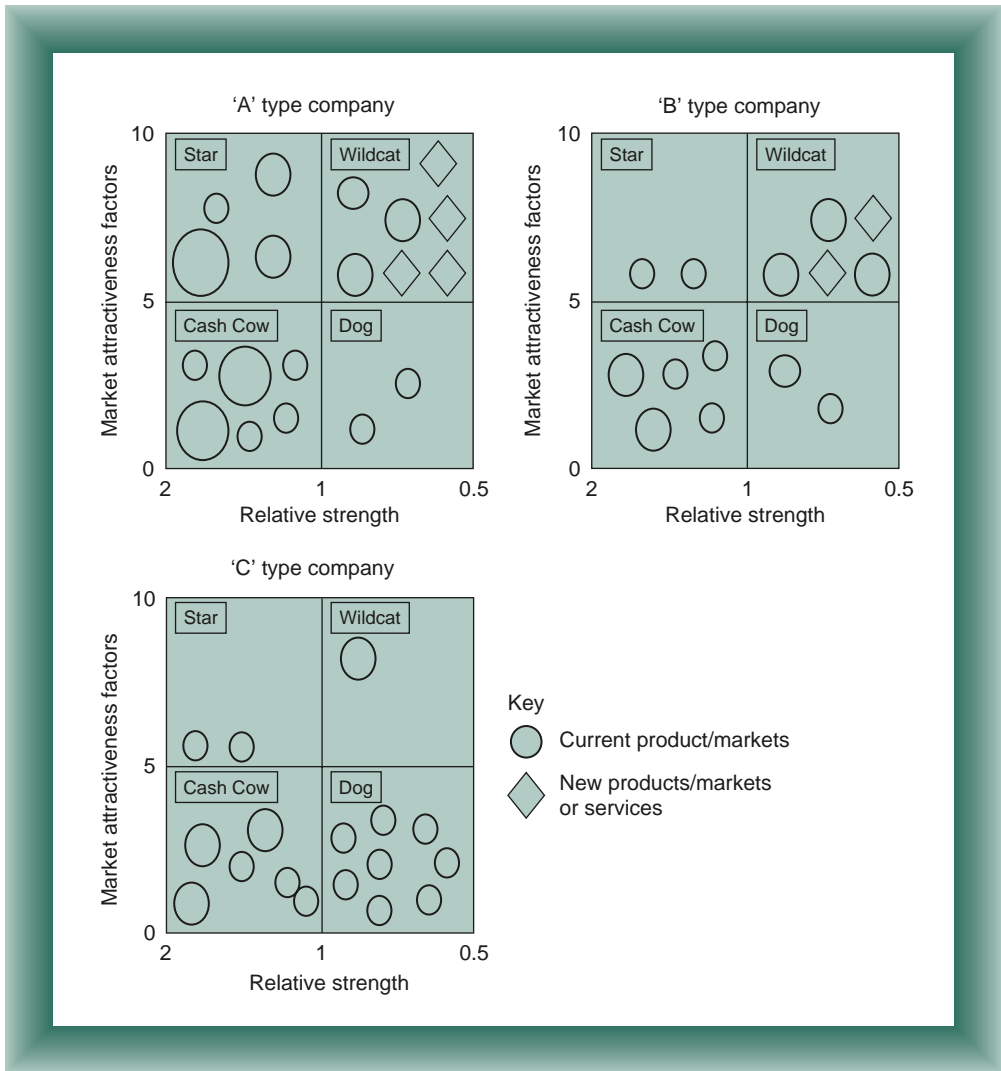 'A' type company
10
Star
Wildcat
Market attractiveness factors
5
Cash Cow
Dog
0
2
1
0.5
Relative strength
'B' type company
10
Star
Wildcat
Market attractiveness factors
5
Cash Cow
Dog
0
2
1
0.5
Relative strength
'C' type company
10
Star
Wildcat
Market attractiveness factors
5
Cash Cow
Dog
0
2
1
0.5
Relative strength
Key
Current product/markets
New products/markets
or services